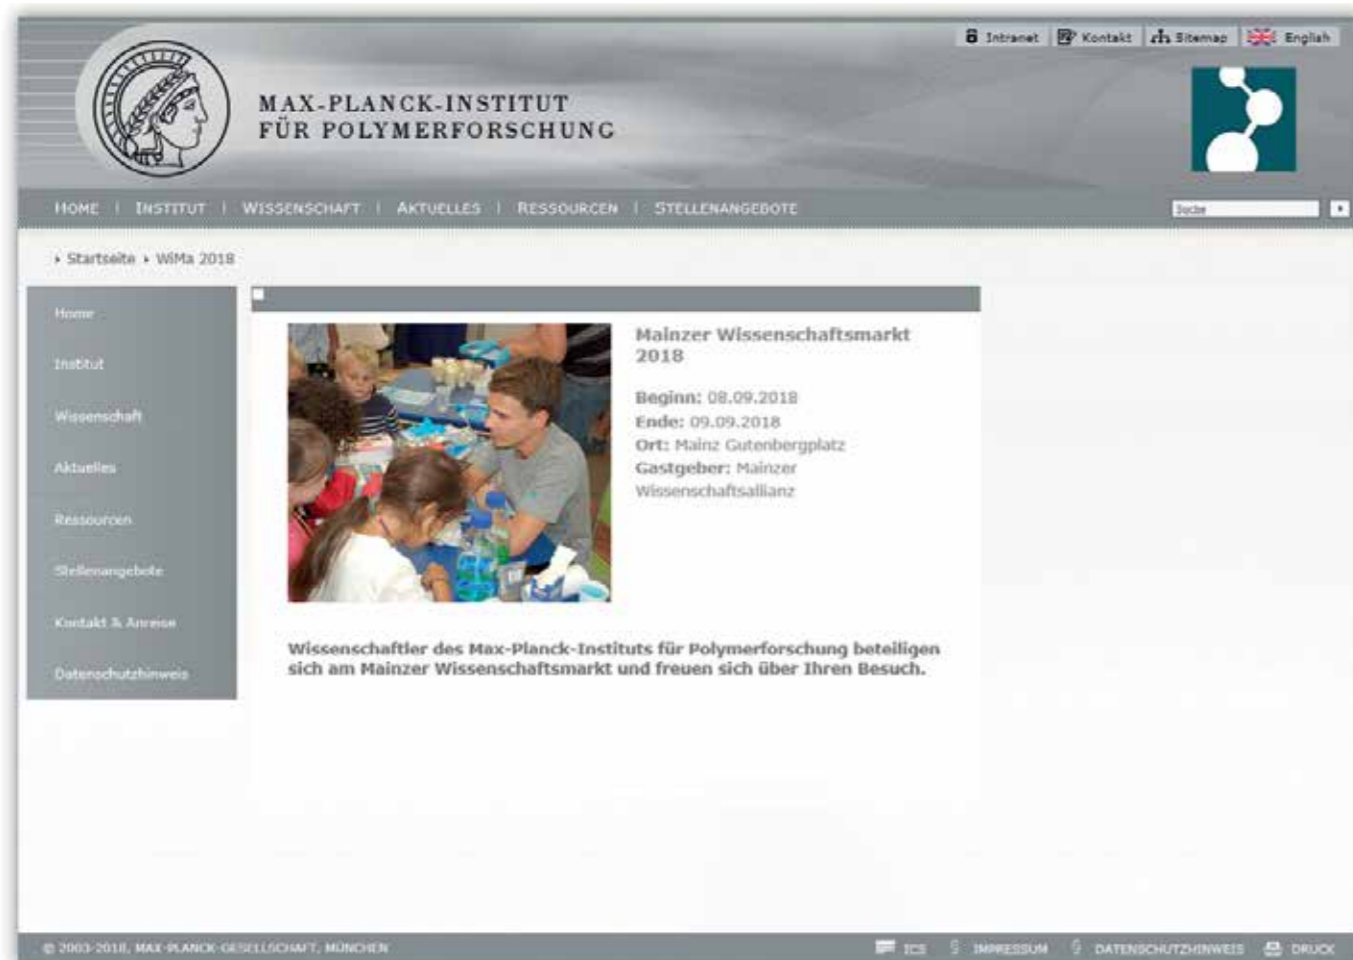 Intranet Kontakt Sitemap English
MAX-PLANCK-INSTITUT
FÜR POLYMERFORSCHUNG
HOME | INSTITUT | WISSENSCHAFT | AKTUELLES | RESSOURCEN | STELLENANGEBOTE
Suche
Startseite WiMa 2018
Home
Institut
Wissenschaft
Aktuelles
Ressourcen
Stellenangebote
Kontakt & Anreise
Datenschutzhinweis
Mainzer Wissenschaftsmarkt
2018
Beginn: 08.09.2018
Ende: 09.09.2018
Ort: Mainz Gutenbergplatz
Gastgeber: Mainzer
Wissenschaftsallianz
Wissenschaftler des Max-Planck-Instituts für Polymerforschung beteiligen
sich am Mainzer Wissenschaftsmarkt und freuen sich über Ihren Besuch.
© 2003-2018, MAX-PLANCK-GESELLSCHAFT, MÜNCHEN
ICS § IMPRESSUM § DATENSCHUTZHINWEIS DRUCK